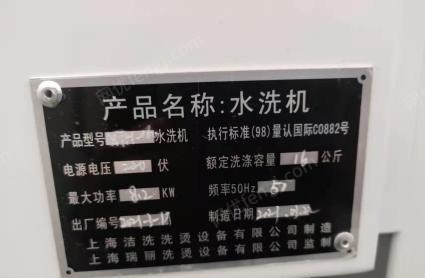 产品名称:水洗机
产品型号 水洗机 执行标准(98)量认国际C0882号
电源电压 220 伏 额定洗涤容量 16 公斤
最大功率 KW 频率50Hz
出厂编号 制造日期
上海洁洗洗烫设备有限公司制造
上海瑞丽洗烫设备有限公司监制